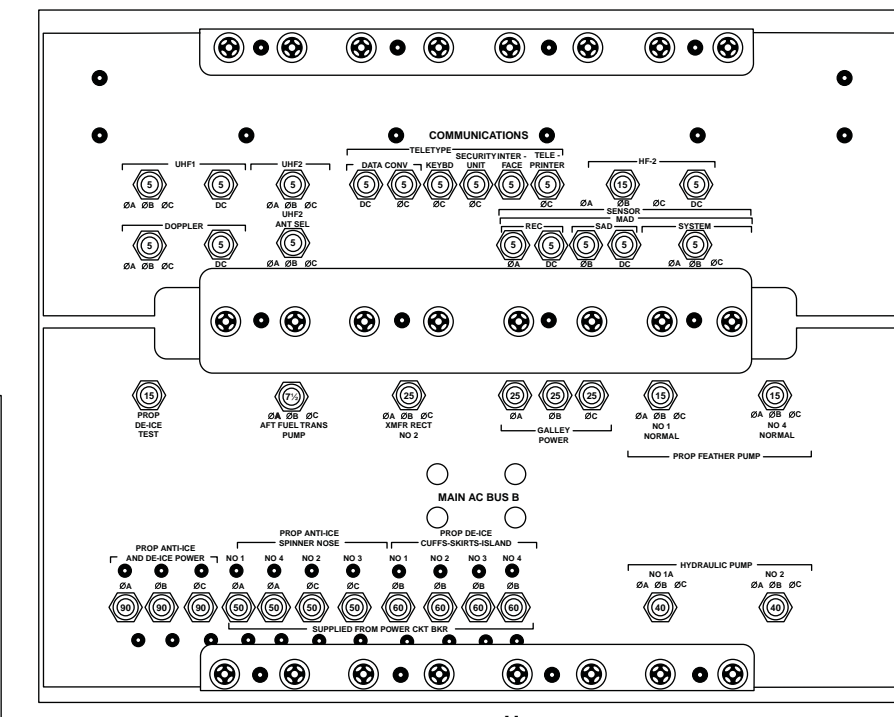 COMMUNICATIONS
TELETYPE
UHF1 UHF2 DATA CONV KEYBD SECURITY UNIT INTER - FACE TELE - PRINTER HF-2
5 5 5 5 5 5 5 5 5 15 5
ØA ØB ØC DC ØA ØB ØC DC ØC ØC ØC ØC ØA ØB ØC DC
SENSOR
MAD
DOPPLER UHF2 ANT SEL REC SAD SYSTEM
5 5 5 5 5 5 5 5
ØA ØB ØC DC ØA ØB ØC ØA DC ØB DC ØA ØB ØC
15 7½ 25 25 25 25 15 15
ØA ØB ØC ØA ØB ØC ØA ØB ØC ØA ØB ØC ØA ØB ØC
PROP DE-ICE TEST
AFT FUEL TRANS PUMP
XMFR RECT NO 2
GALLEY POWER
NO 1 NORMAL
NO 4 NORMAL
PROP FEATHER PUMP
MAIN AC BUS B
PROP ANTI-ICE AND DE-ICE POWER
PROP ANTI-ICE SPINNER NOSE
PROP DE-ICE CUFFS-SKIRTS-ISLAND
HYDRAULIC PUMP
NO 1 NO 4 NO 2 NO 3 NO 1 NO 2 NO 3 NO 4 NO 1A NO 2
ØA ØB ØC ØA ØA ØC ØC ØB ØB ØB ØB ØA ØB ØC ØA ØB ØC
90 90 90 50 50 50 50 60 60 60 60 40 40
SUPPLIED FROM POWER CKT BKR